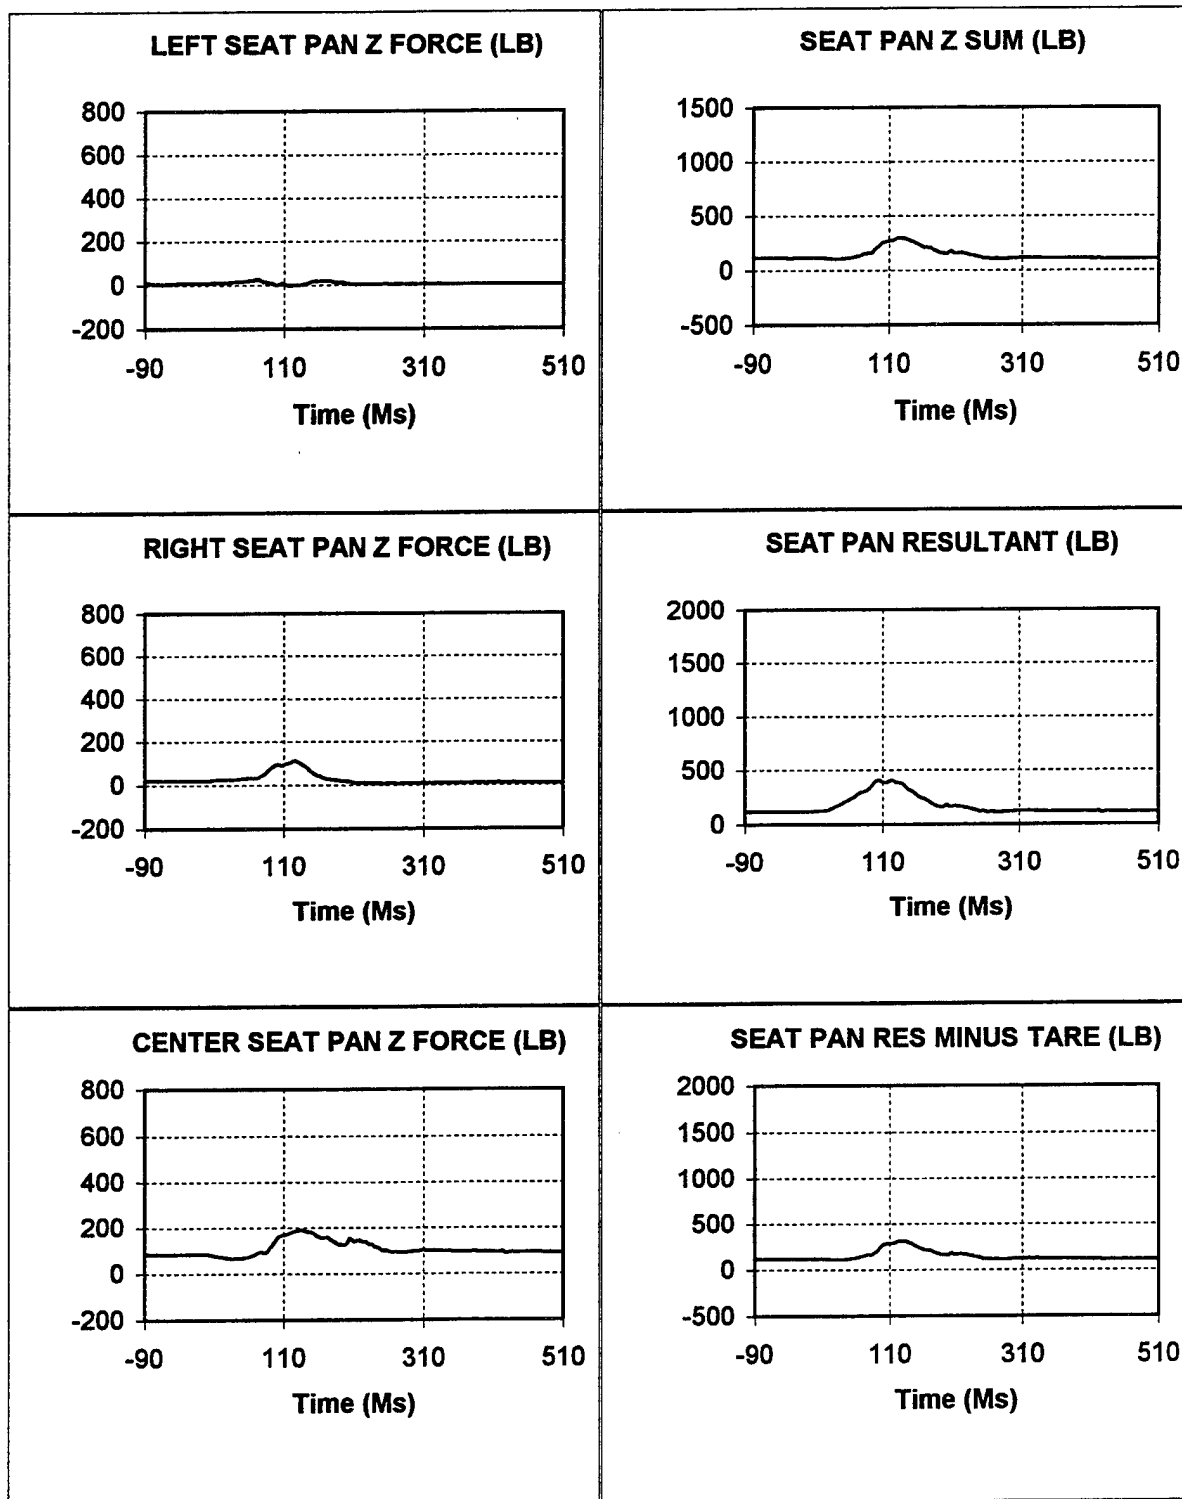 LEFT SEAT PAN Z FORCE (LB)
800
600
400
200
0
-200
-90 110 310 510
Time (Ms)
SEAT PAN Z SUM (LB)
1500
1000
500
0
-500
-90 110 310 510
Time (Ms)
RIGHT SEAT PAN Z FORCE (LB)
800
600
400
200
0
-200
-90 110 310 510
Time (Ms)
SEAT PAN RESULTANT (LB)
2000
1500
1000
500
0
-90 110 310 510
Time (Ms)
CENTER SEAT PAN Z FORCE (LB)
800
600
400
200
0
-200
-90 110 310 510
Time (Ms)
SEAT PAN RES MINUS TARE (LB)
2000
1500
1000
500
0
-500
-90 110 310 510
Time (Ms)